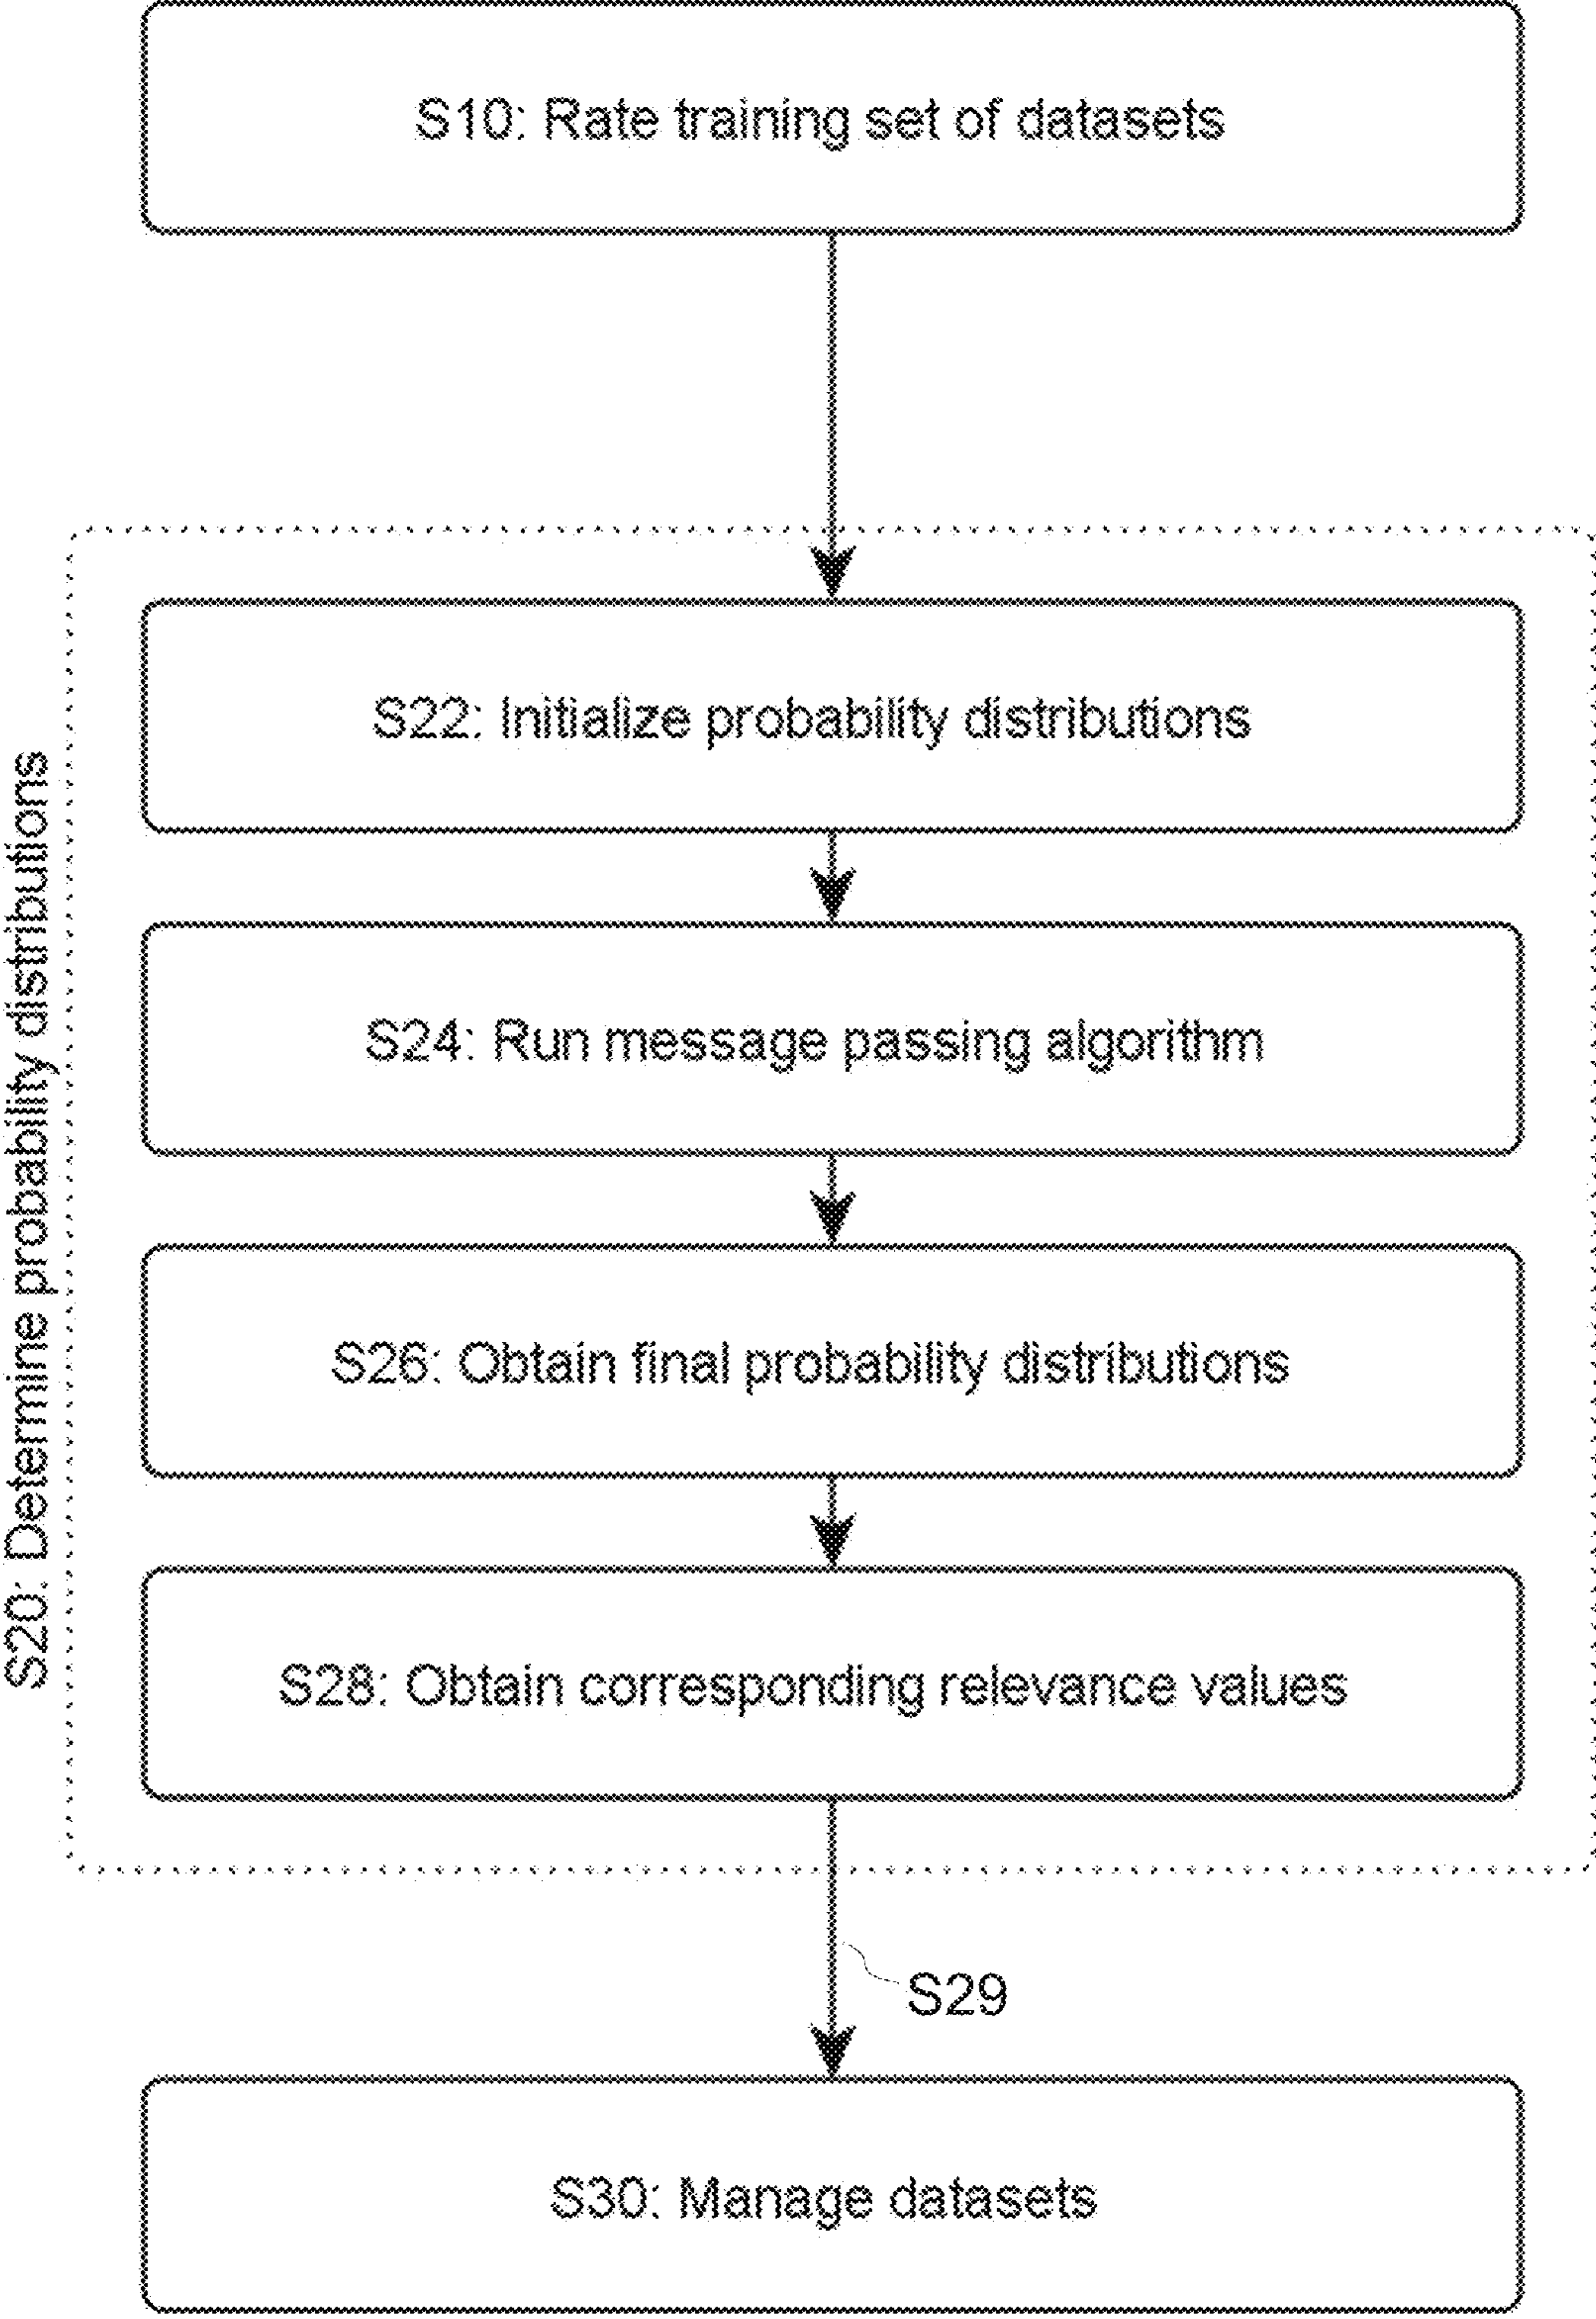 S10: Rate training set of datasets
S20: Determine probability distributions
S22: Initialize probability distributions
S24: Run message passing algorithm
S26: Obtain final probability distributions
S28: Obtain corresponding relevance values
S29
S30: Manage datasets